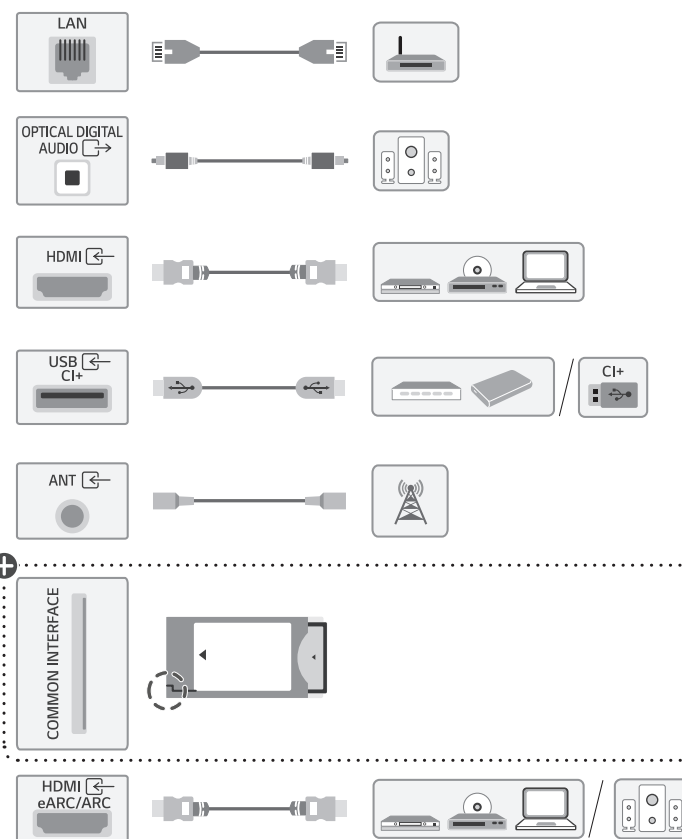 LAN
OPTICAL DIGITAL
AUDIO
HDMI
USB
CI+
CI+
ANT
COMMON INTERFACE
HDMI
eARC/ARC